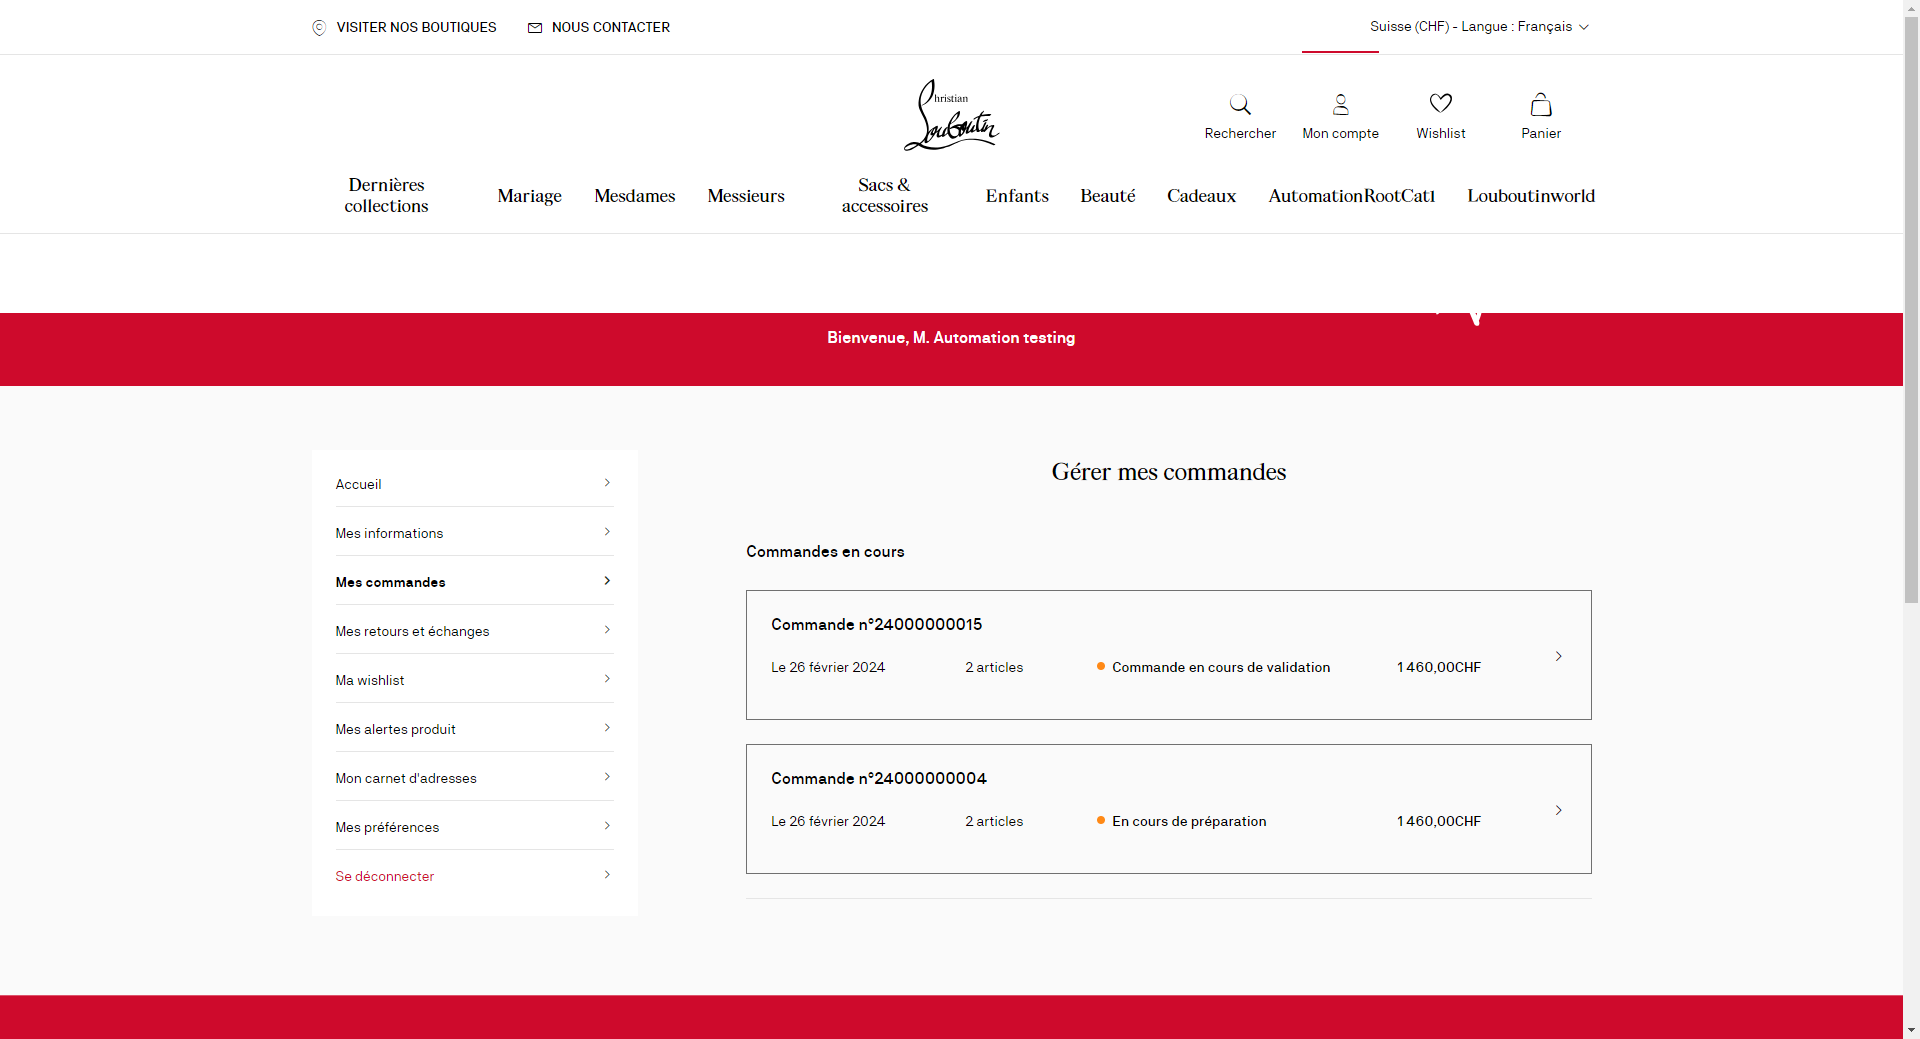 VISITER NOS BOUTIQUES
NOUS CONTACTER
Suisse (CHF) - Langue : Français
Christian
Louboutin
Rechercher
Mon compte
Wishlist
Panier
Dernières
collections
Mariage
Mesdames
Messieurs
Sacs &
accessoires
Enfants
Beauté
Cadeaux
AutomationRootCat1
Louboutinworld
Bienvenue, M. Automation testing
Accueil
Mes informations
Mes commandes
Mes retours et échanges
Ma wishlist
Mes alertes produit
Mon carnet d'adresses
Mes préférences
Se déconnecter
Gérer mes commandes
Commandes en cours
Commande n°24000000015
Le 26 février 2024 2 articles Commande en cours de validation 1 460,00CHF
Commande n°24000000004
Le 26 février 2024 2 articles En cours de préparation 1 460,00CHF